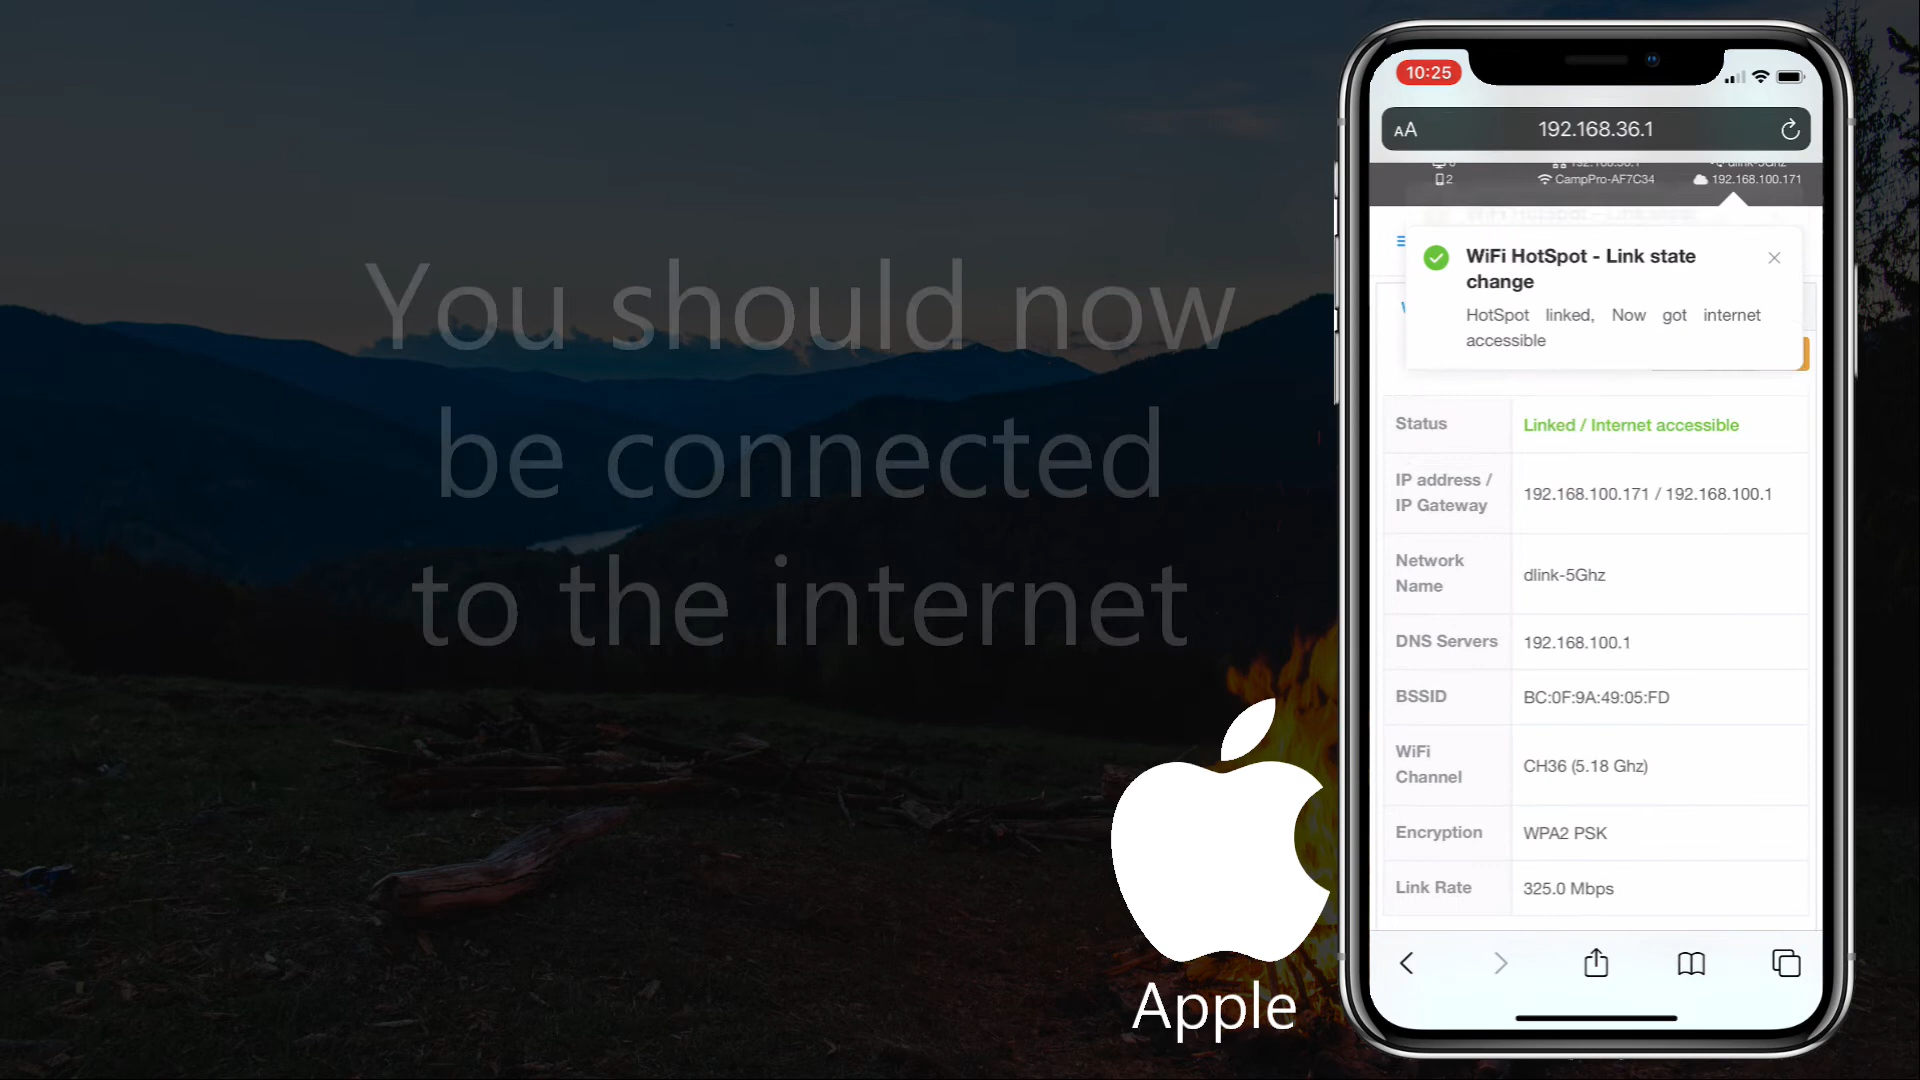 You should now
be connected
to the internet
Apple
10:25
AA 192.168.36.1
2 CampPro-AF7C34 192.168.100.171
WiFi HotSpot - Link state
change
HotSpot linked, Now got internet
accessible
Status Linked / Internet accessible
IP address /
IP Gateway
192.168.100.171 / 192.168.100.1
Network
Name
dlink-5Ghz
DNS Servers 192.168.100.1
BSSID BC:0F:9A:49:05:FD
WiFi
Channel
CH36 (5.18 Ghz)
Encryption WPA2 PSK
Link Rate 325.0 Mbps